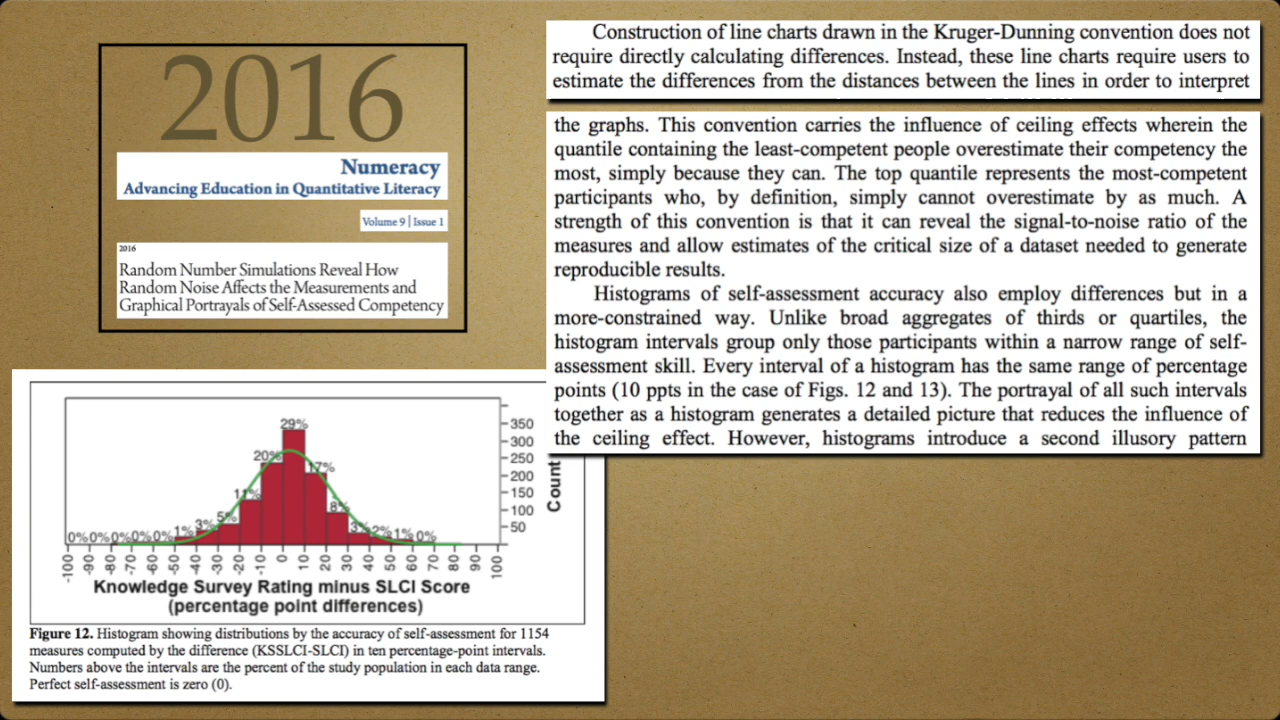 2016
Numeracy
Advancing Education in Quantitative Literacy
Volume 9 | Issue 1
2016
Random Number Simulations Reveal How
Random Noise Affects the Measurements and
Graphical Portrayals of Self-Assessed Competency
Construction of line charts drawn in the Kruger-Dunning convention does not
require directly calculating differences. Instead, these line charts require users to
estimate the differences from the distances between the lines in order to interpret
the graphs. This convention carries the influence of ceiling effects wherein the
quantile containing the least-competent people overestimate their competency the
most, simply because they can. The top quantile represents the most-competent
participants who, by definition, simply cannot overestimate by as much. A
strength of this convention is that it can reveal the signal-to-noise ratio of the
measures and allow estimates of the critical size of a dataset needed to generate
reproducible results.
Histograms of self-assessment accuracy also employ differences but in a
more-constrained way. Unlike broad aggregates of thirds or quartiles, the
histogram intervals group only those participants within a narrow range of self-
assessment skill. Every interval of a histogram has the same range of percentage
points (10 ppts in the case of Figs. 12 and 13). The portrayal of all such intervals
together as a histogram generates a detailed picture that reduces the influence of
the ceiling effect. However, histograms introduce a second illusory pattern
0% 0% 0% 0% 0% 1% 3% 5% 11% 20% 29% 17% 8% 3% 2% 1% 0%
350
300
250
200
150
100
50
Count
-100 -90 -80 -70 -60 -50 -40 -30 -20 -10 0 10 20 30 40 50 60 70 80 90 100
Knowledge Survey Rating minus SLCI Score
(percentage point differences)
Figure 12. Histogram showing distributions by the accuracy of self-assessment for 1154
measures computed by the difference (KSSLCI-SLCI) in ten percentage-point intervals.
Numbers above the intervals are the percent of the study population in each data range.
Perfect self-assessment is zero (0).